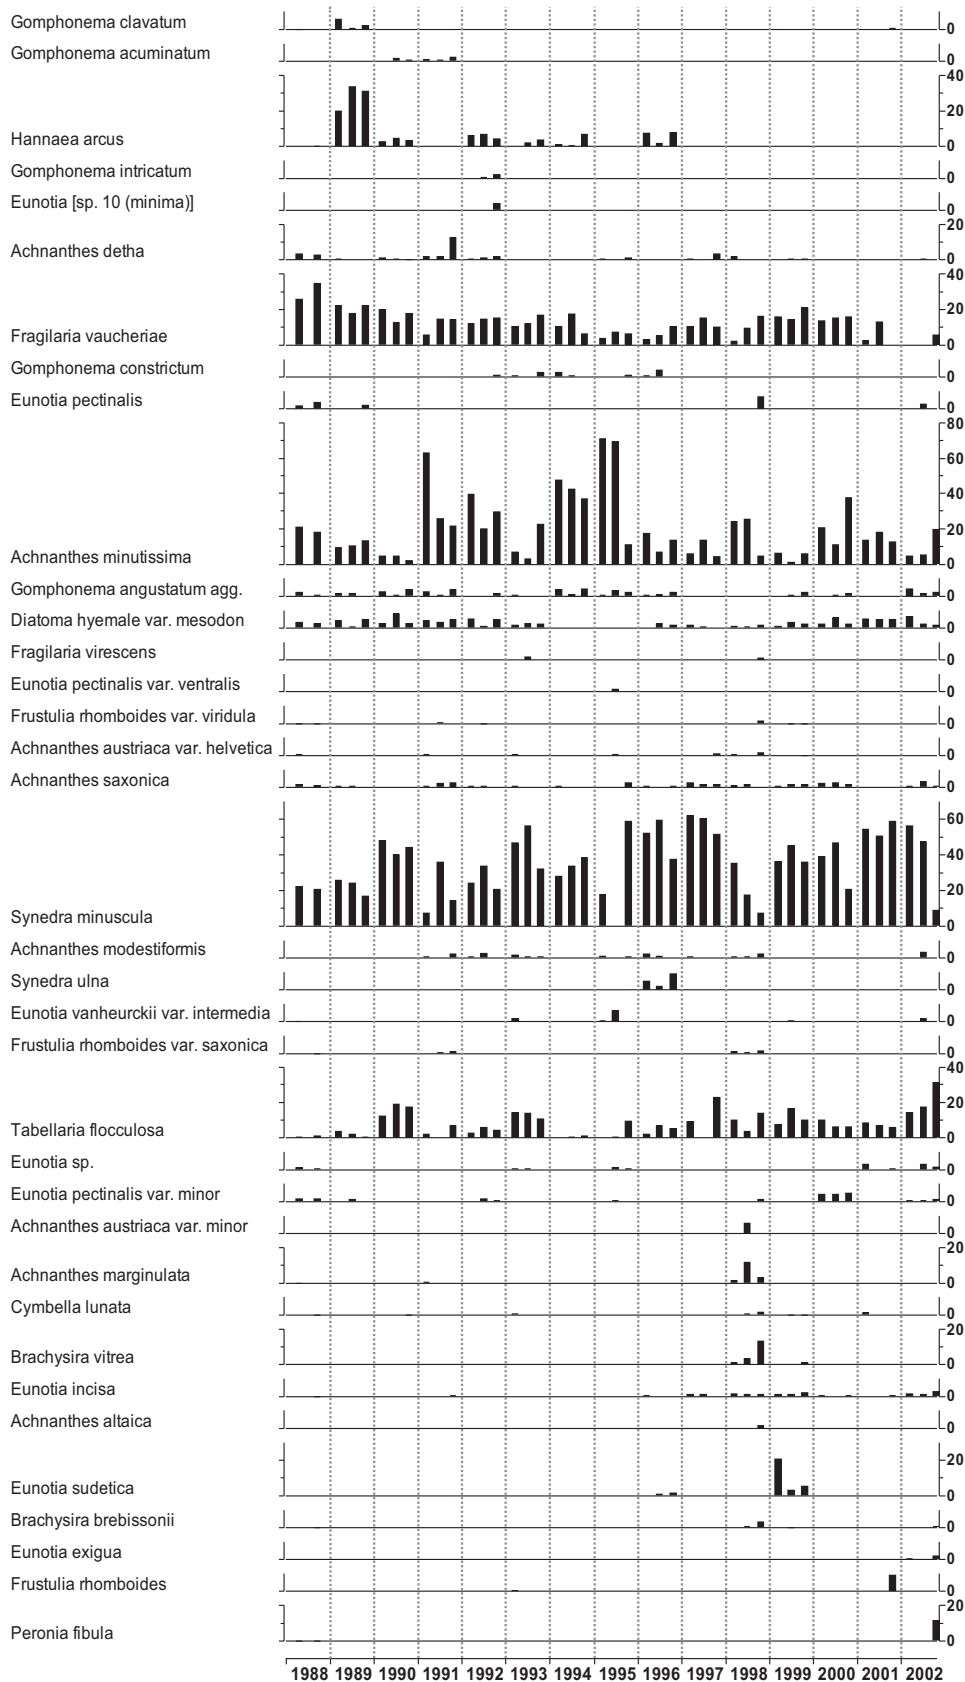 Gomphonema clavatum 0
Gomphonema acuminatum 0
40
20
Hannaea arcus 0
Gomphonema intricatum 0
Eunotia [sp. 10 (minima)] 0
20
Achnanthes detha 0
40
20
Fragilaria vaucheriae 0
Gomphonema constrictum 0
Eunotia pectinalis 0
80
60
40
20
Achnanthes minutissima 0
Gomphonema angustatum agg. 0
Diatoma hyemale var. mesodon 0
Fragilaria virescens 0
Eunotia pectinalis var. ventralis 0
Frustulia rhomboides var. viridula 0
Achnanthes austriaca var. helvetica 0
Achnanthes saxonica 0
60
40
20
Synedra minuscula 0
Achnanthes modestiformis 0
Synedra ulna 0
Eunotia vanheurckii var. intermedia 0
Frustulia rhomboides var. saxonica 0
40
20
Tabellaria flocculosa 0
Eunotia sp. 0
Eunotia pectinalis var. minor 0
Achnanthes austriaca var. minor 0
20
Achnanthes marginulata 0
Cymbella lunata 0
20
Brachysira vitrea 0
Eunotia incisa 0
Achnanthes altaica 0
20
Eunotia sudetica 0
Brachysira brebissonii 0
Eunotia exigua 0
Frustulia rhomboides 0
20
Peronia fibula 0
1988 1989 1990 1991 1992 1993 1994 1995 1996 1997 1998 1999 2000 2001 2002